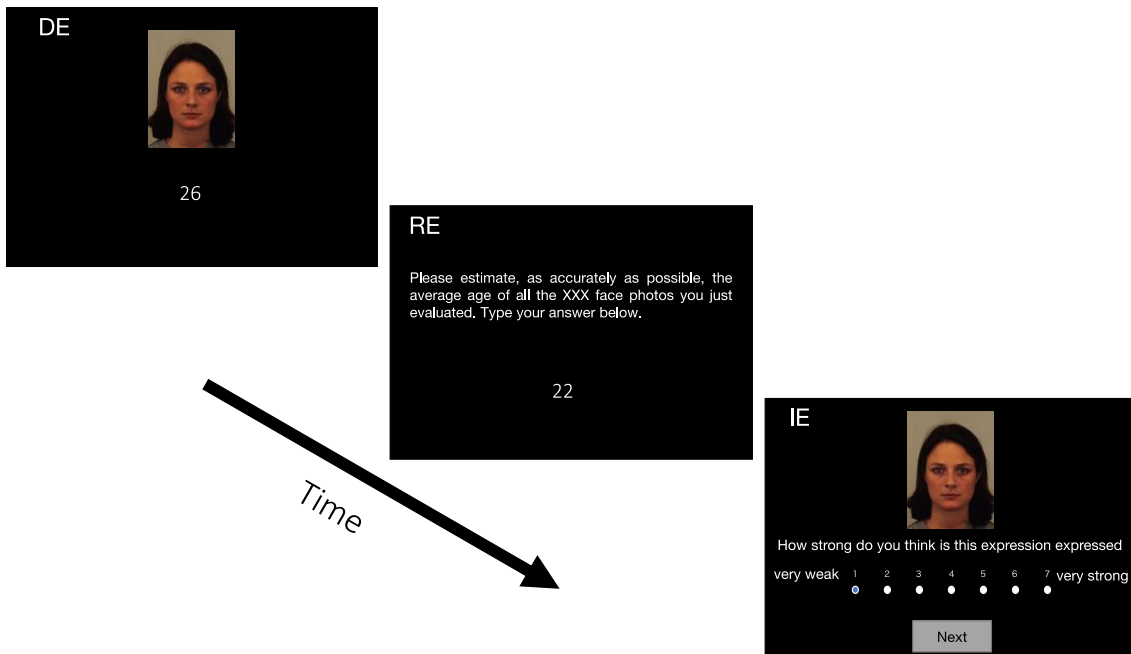 DE
26
RE
Please estimate, as accurately as possible, the
average age of all the XXX face photos you just
evaluated. Type your answer below.
22
Time
IE
How strong do you think is this expression expressed
very weak 1 2 3 4 5 6 7 very strong
Next